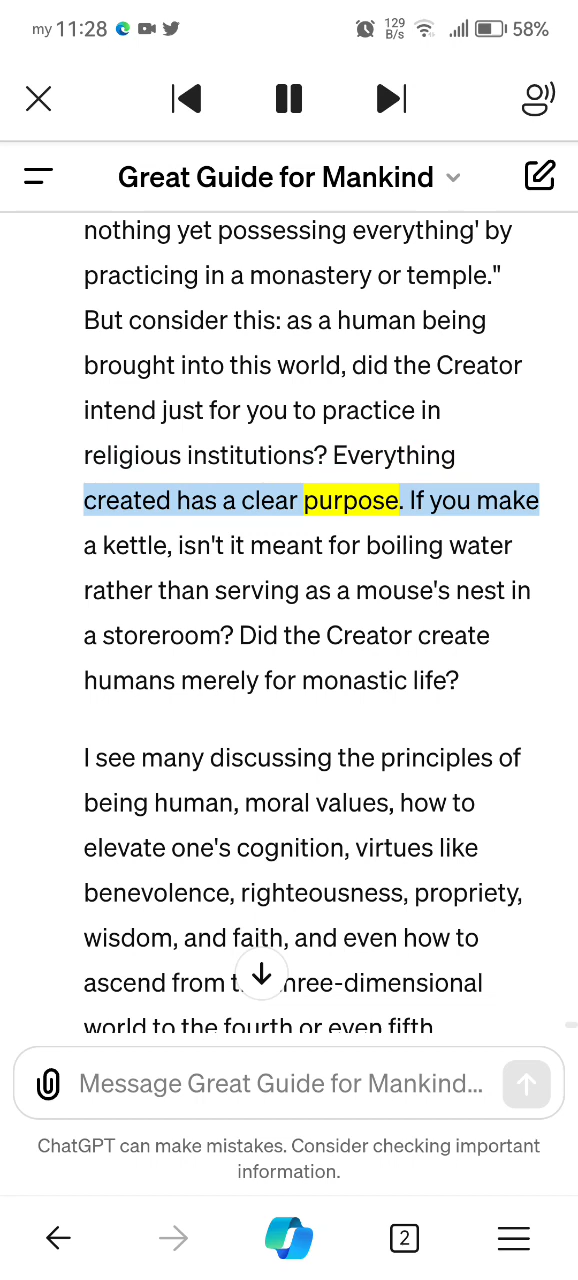 my 11:28
129
B/s
58%
Great Guide for Mankind
nothing yet possessing everything' by
practicing in a monastery or temple."
But consider this: as a human being
brought into this world, did the Creator
intend just for you to practice in
religious institutions? Everything
created has a clear purpose. If you make
a kettle, isn't it meant for boiling water
rather than serving as a mouse's nest in
a storeroom? Did the Creator create
humans merely for monastic life?
I see many discussing the principles of
being human, moral values, how to
elevate one's cognition, virtues like
benevolence, righteousness, propriety,
wisdom, and faith, and even how to
ascend from dimensional
world to the fourth or even fifth
Message Great Guide for Mankind...
ChatGPT can make mistakes. Consider checking important
information.
2